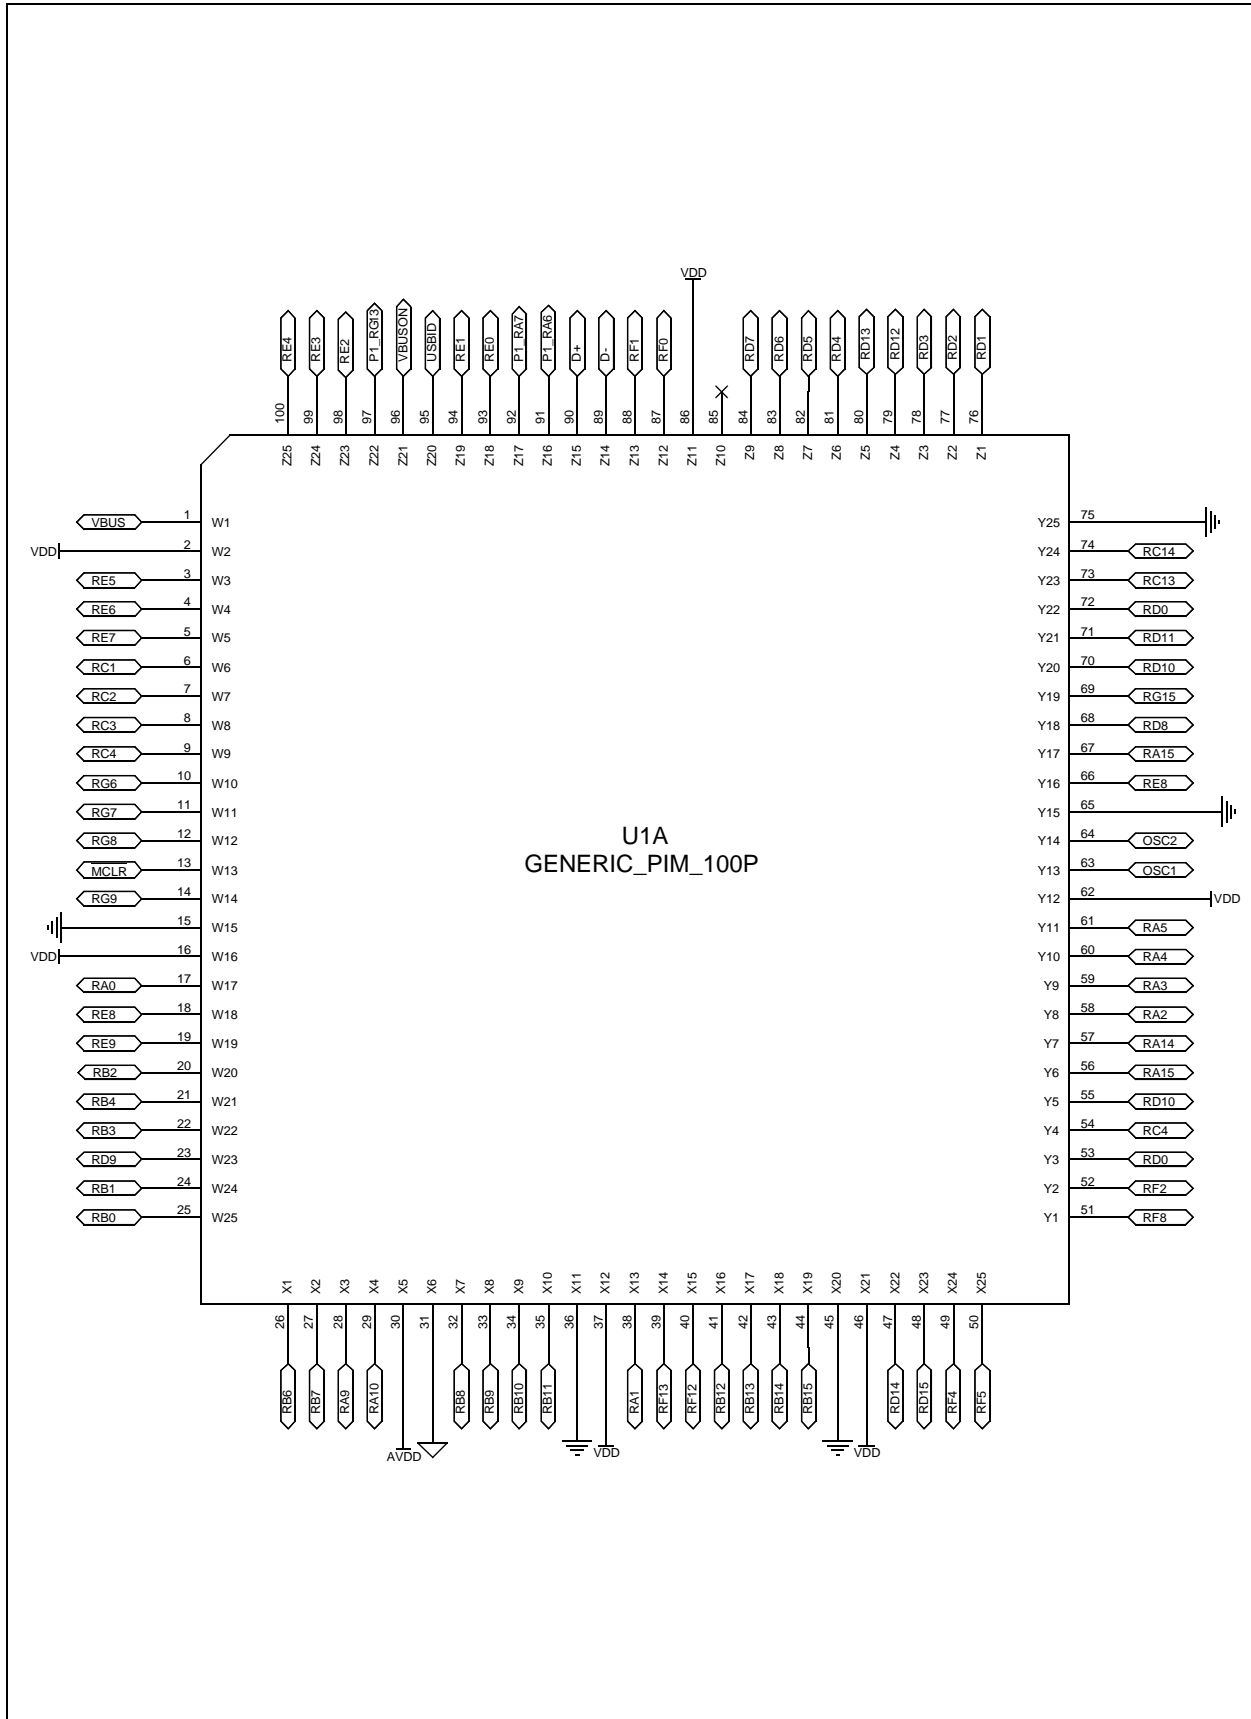 VDD
RE4 RE3 RE2 P1_RG13 VBUSON USBID RE1 RE0 P1_RA7 P1_RA6 D+ D- RF1 RF0 RD7 RD6 RD5 RD4 RD13 RD12 RD3 RD2 RD1
100 99 98 97 96 95 94 93 92 91 90 89 88 87 86 85 84 83 82 81 80 79 78 77 76
Z25 Z24 Z23 Z22 Z21 Z20 Z19 Z18 Z17 Z16 Z15 Z14 Z13 Z12 Z11 Z10 Z9 Z8 Z7 Z6 Z5 Z4 Z3 Z2 Z1
VBUS 1 W1 Y25 75
VDD 2 W2 Y24 74 RC14
RE5 3 W3 Y23 73 RC13
RE6 4 W4 Y22 72 RD0
RE7 5 W5 Y21 71 RD11
RC1 6 W6 Y20 70 RD10
RC2 7 W7 Y19 69 RG15
RC3 8 W8 Y18 68 RD8
RC4 9 W9 Y17 67 RA15
RG6 10 W10 Y16 66 RE8
RG7 11 W11 Y15 65
U1A
RG8 12 W12 Y14 64 OSC2
GENERIC_PIM_100P
MCLR 13 W13 Y13 63 OSC1
RG9 14 W14 Y12 62 VDD
15 W15 Y11 61 RA5
VDD 16 W16 Y10 60 RA4
RA0 17 W17 Y9 59 RA3
RE8 18 W18 Y8 58 RA2
RE9 19 W19 Y7 57 RA14
RB2 20 W20 Y6 56 RA15
RB4 21 W21 Y5 55 RD10
RB3 22 W22 Y4 54 RC4
RD9 23 W23 Y3 53 RD0
RB1 24 W24 Y2 52 RF2
RB0 25 W25 Y1 51 RF8
X1 X2 X3 X4 X5 X6 X7 X8 X9 X10 X11 X12 X13 X14 X15 X16 X17 X18 X19 X20 X21 X22 X23 X24 X25
26 27 28 29 30 31 32 33 34 35 36 37 38 39 40 41 42 43 44 45 46 47 48 49 50
RB6 RB7 RA9 RA10 RB8 RB9 RB10 RB11 RA1 RF13 RF12 RB12 RB13 RB14 RB15 RD14 RD15 RF4 RF5
AVDD VDD VDD